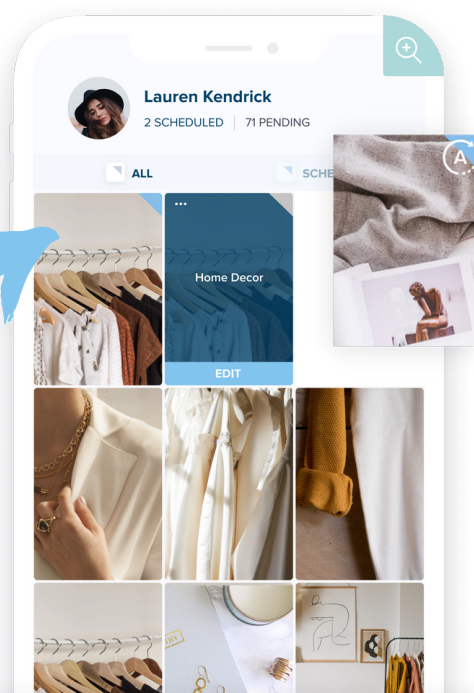 Lauren Kendrick
2 SCHEDULED
71 PENDING
ALL
SCHE
A
Home Decor
EDIT